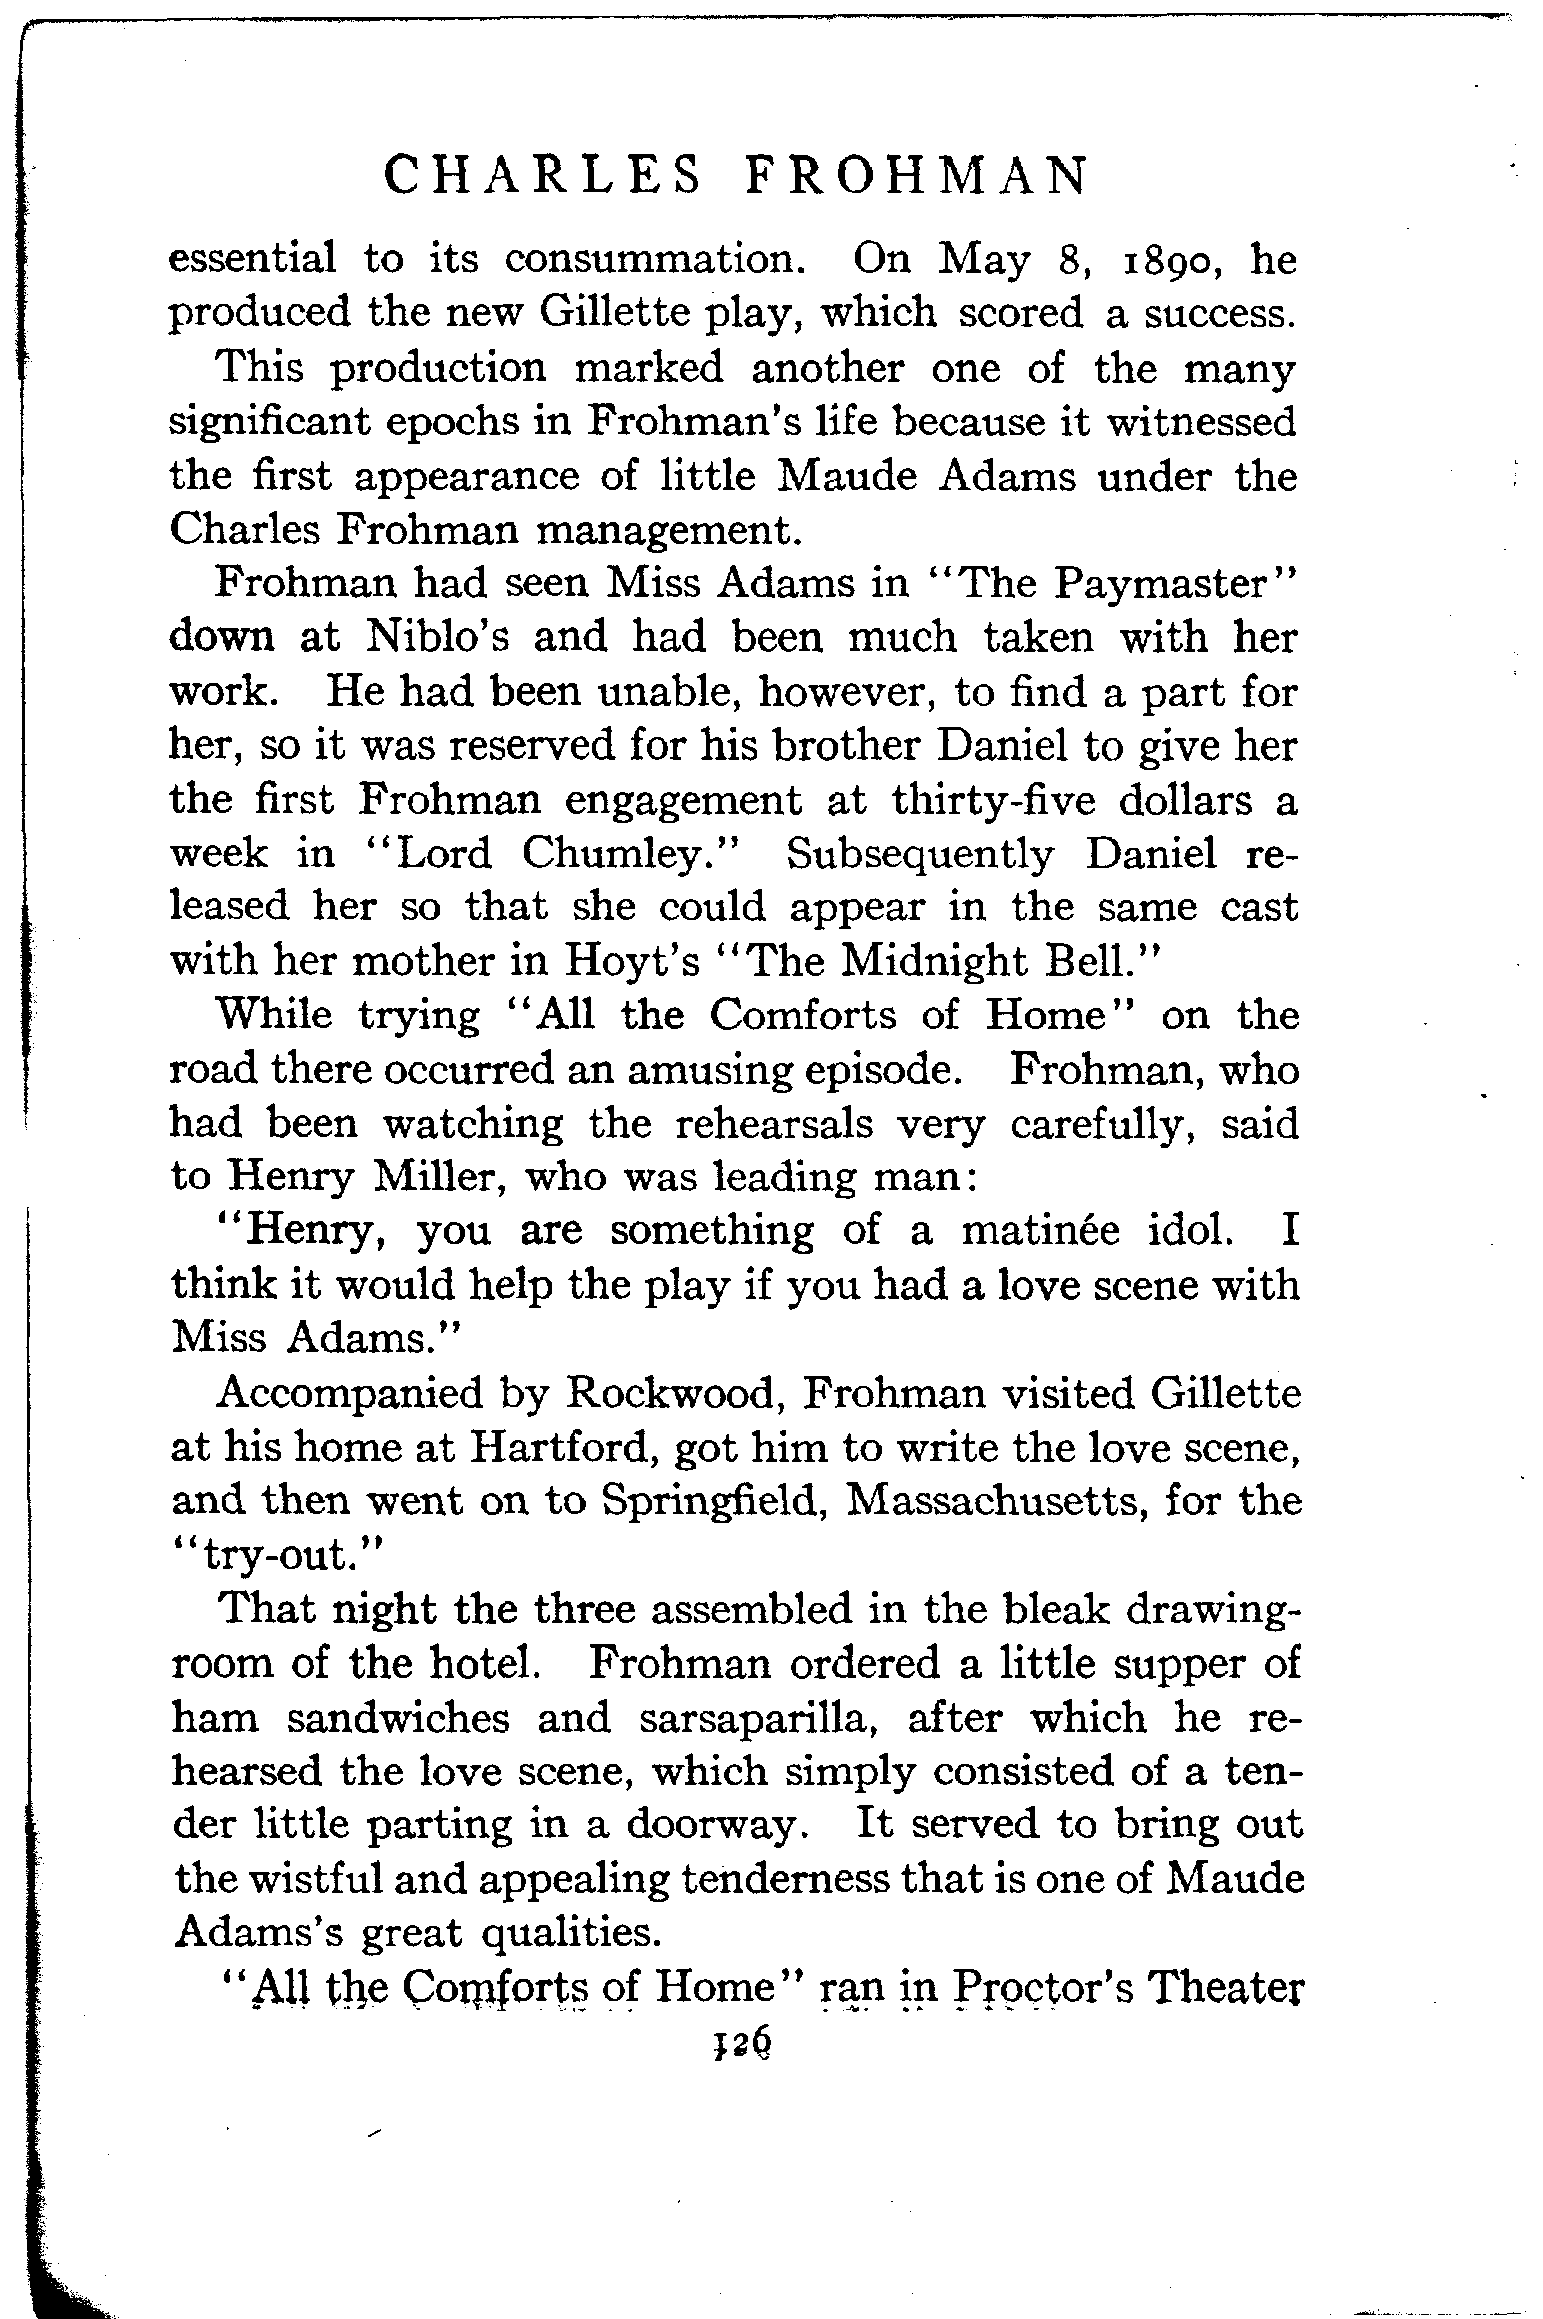 CHARLES FROHMAN
essential to its consummation. On May 8, 1890, he
produced the new Gillette play, which scored a success.
This production marked another one of the many
significant epochs in Frohman's life because it witnessed
the first appearance of little Maude Adams under the
Charles Frohman management.
Frohman had seen Miss Adams in "The Paymaster"
down at Niblo's and had been much taken with her
work. He had been unable, however, to find a part for
her, so it was reserved for his brother Daniel to give her
the first Frohman engagement at thirty-five dollars a
week in "Lord Chumley." Subsequently Daniel re-
leased her so that she could appear in the same cast
with her mother in Hoyt's "The Midnight Bell."
While trying "All the Comforts of Home" on the
road there occurred an amusing episode. Frohman, who
had been watching the rehearsals very carefully, said
to Henry Miller, who was leading man:
"Henry, you are something of a matinée idol. I
think it would help the play if you had a love scene with
Miss Adams."
Accompanied by Rockwood, Frohman visited Gillette
at his home at Hartford, got him to write the love scene,
and then went on to Springfield, Massachusetts, for the
"try-out."
That night the three assembled in the bleak drawing-
room of the hotel. Frohman ordered a little supper of
ham sandwiches and sarsaparilla, after which he re-
hearsed the love scene, which simply consisted of a ten-
der little parting in a doorway. It served to bring out
the wistful and appealing tenderness that is one of Maude
Adams's great qualities.
"All the Comforts of Home" ran in Proctor's Theater
126